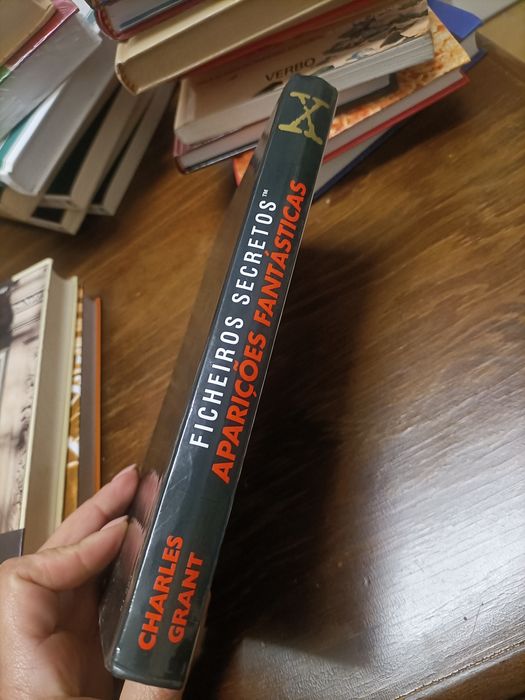 VERBO
X
FICHEIROS SECRETOS™
APARIÇÕES FANTÁSTICAS
CHARLES
GRANT